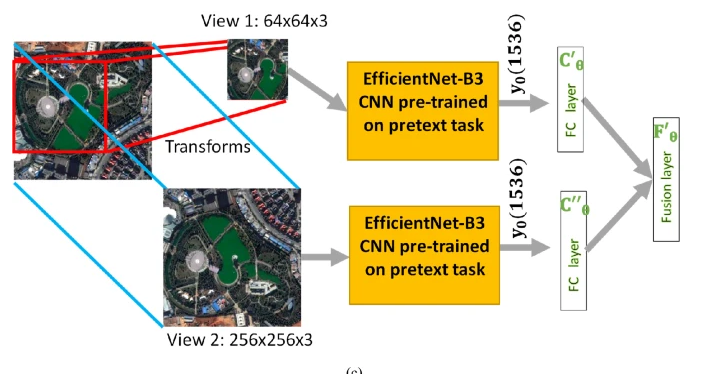 View 1: 64x64x3
Transforms
EfficientNet-B3
CNN pre-trained
on pretext task
y₀(1536)
C′θ
FC layer
F′θ
Fusion layer
EfficientNet-B3
CNN pre-trained
on pretext task
y₀(1536)
C′′θ
FC layer
View 2: 256x256x3
(c)